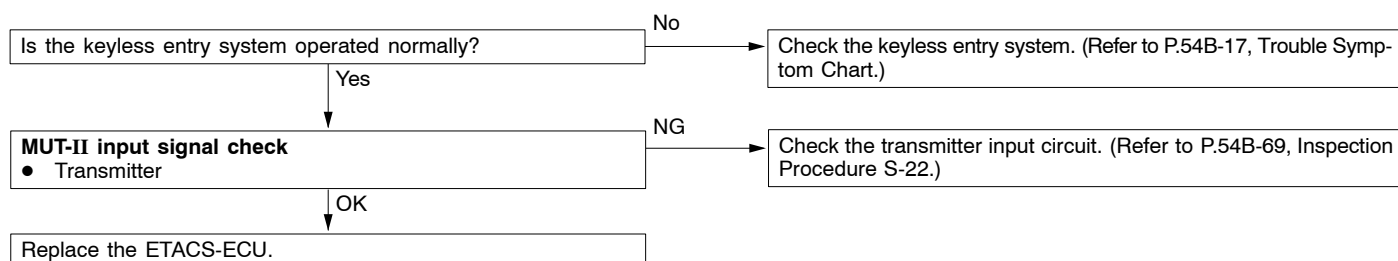 No
Is the keyless entry system operated normally?
Check the keyless entry system. (Refer to P.54B-17, Trouble Symp-
tom Chart.)
Yes
NG
MUT-II input signal check
● Transmitter
Check the transmitter input circuit. (Refer to P.54B-69, Inspection
Procedure S-22.)
OK
Replace the ETACS-ECU.